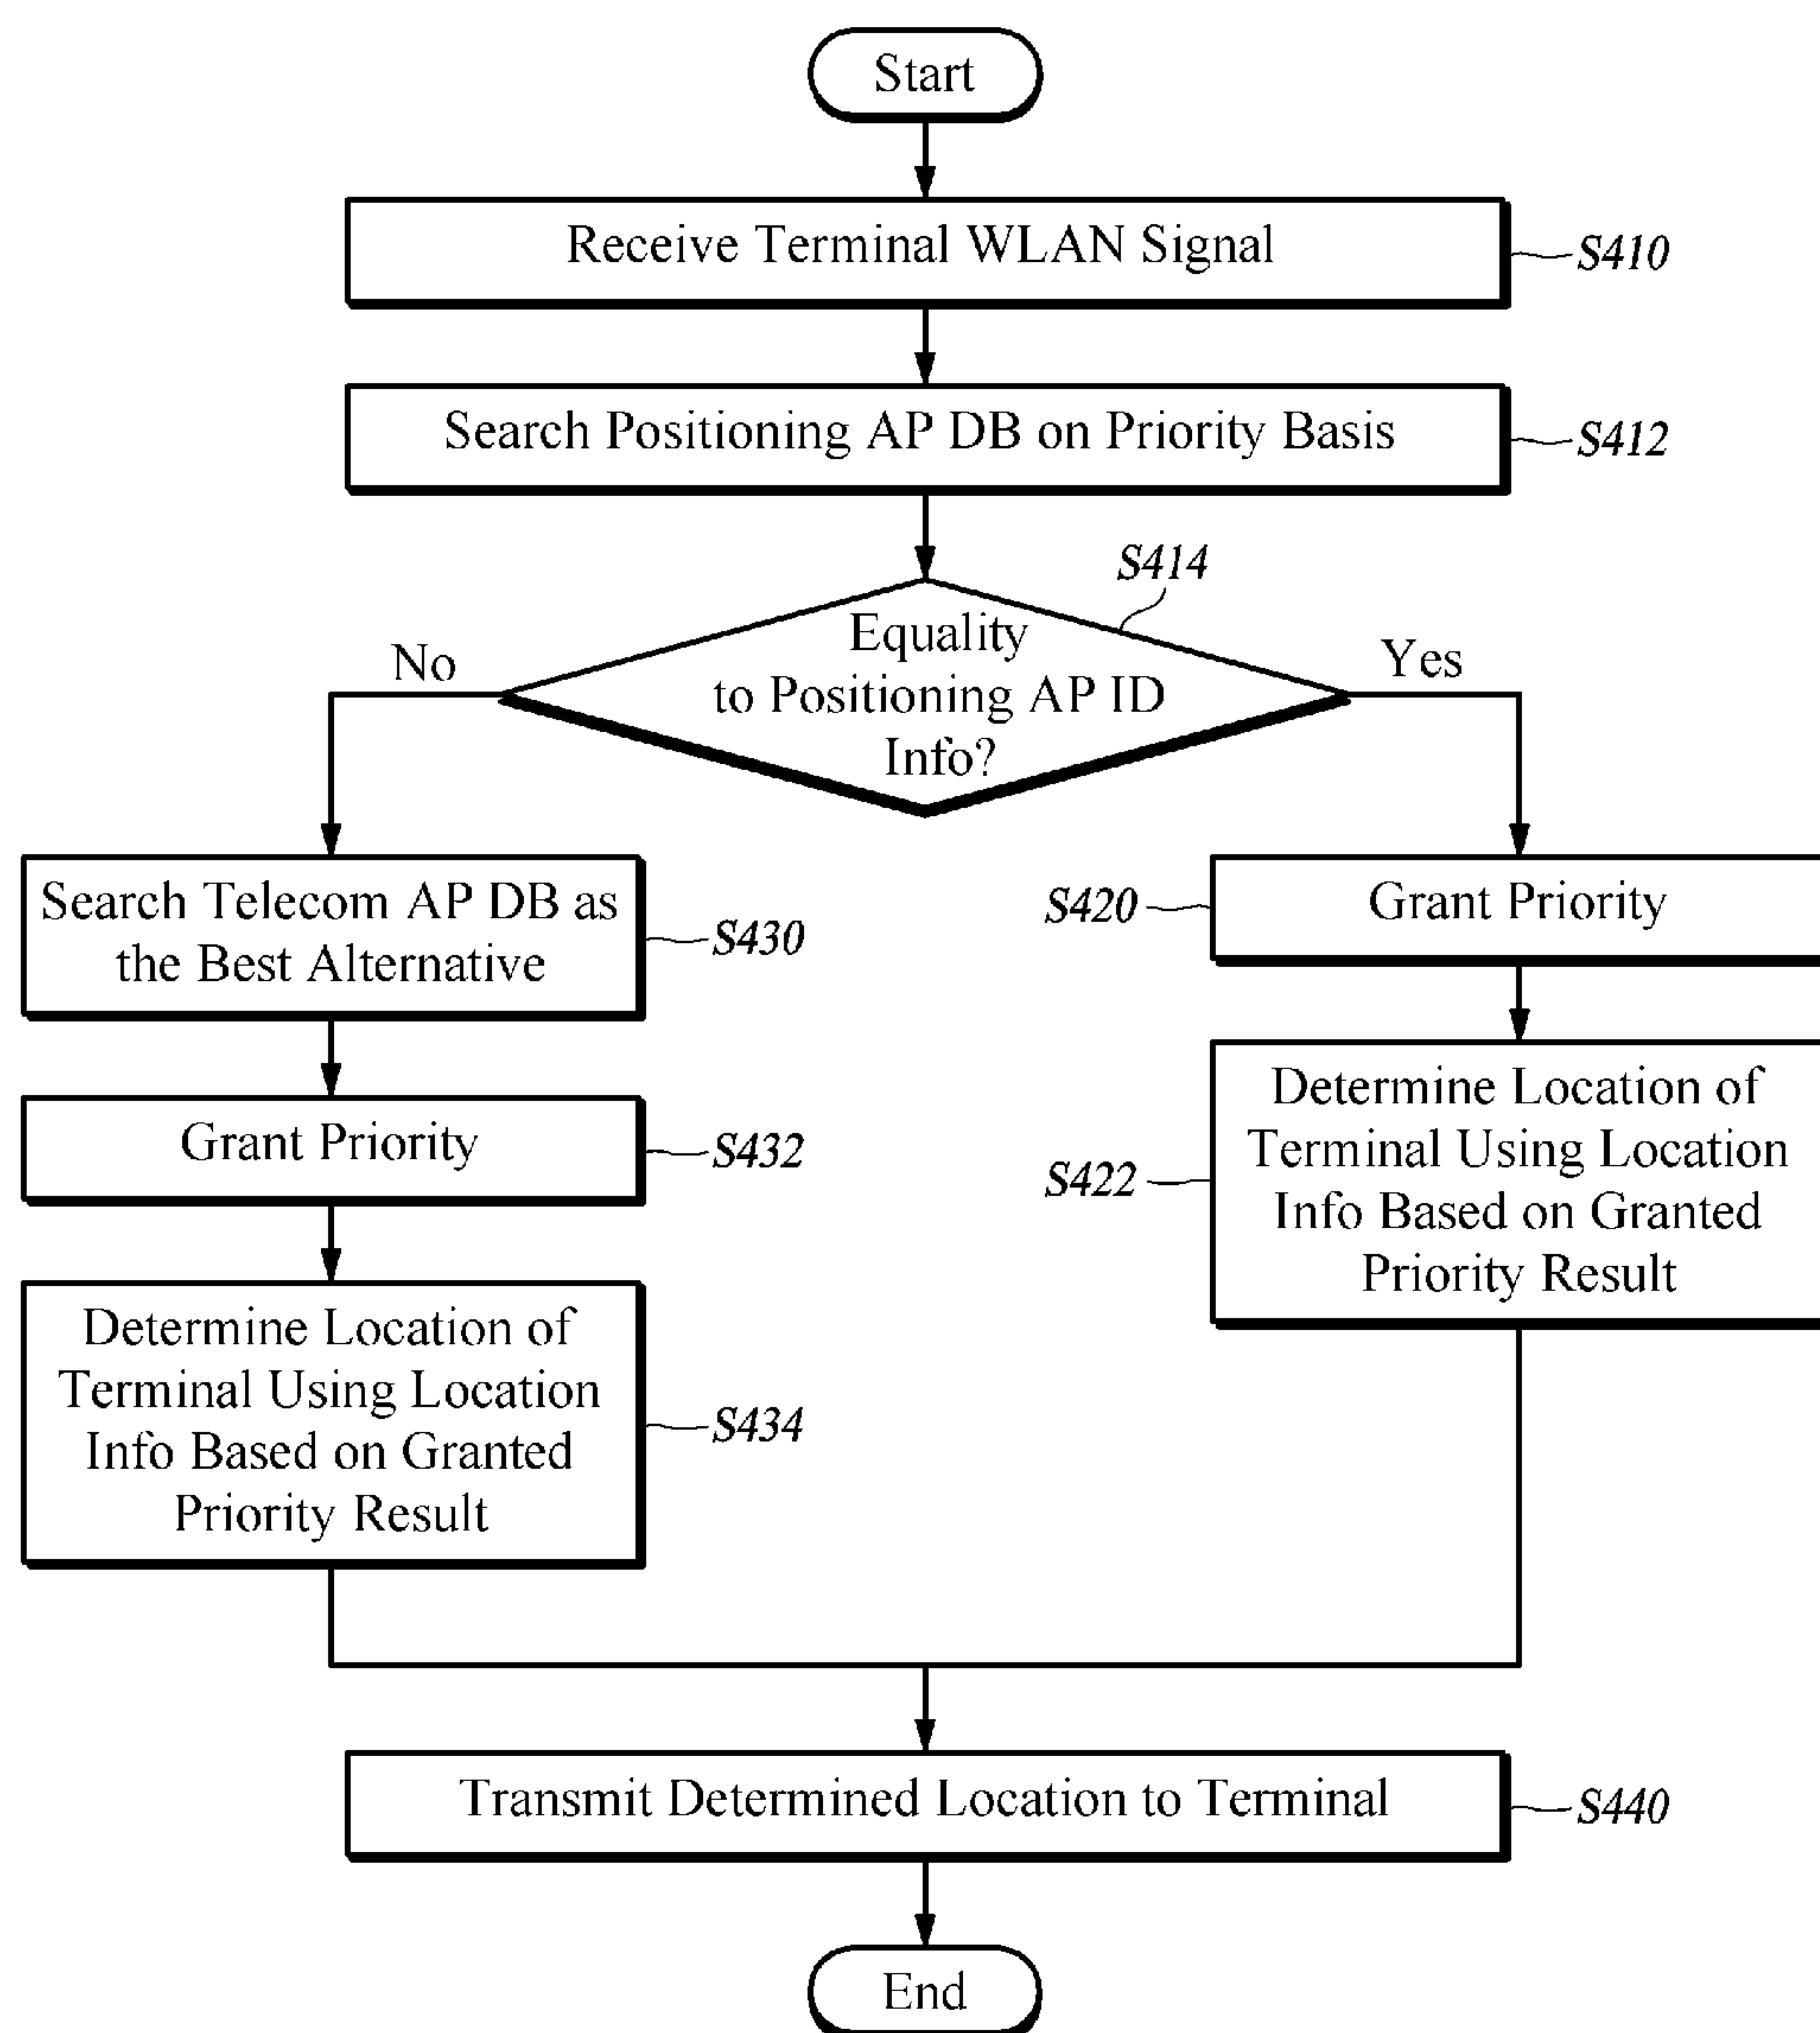 Start
Receive Terminal WLAN Signal
S410
Search Positioning AP DB on Priority Basis
S412
S414
Equality
to Positioning AP ID
Info?
No
Yes
Search Telecom AP DB as
the Best Alternative
S430
Grant Priority
S432
Determine Location of
Terminal Using Location
Info Based on Granted
Priority Result
S434
S420
Grant Priority
S422
Determine Location of
Terminal Using Location
Info Based on Granted
Priority Result
Transmit Determined Location to Terminal
S440
End